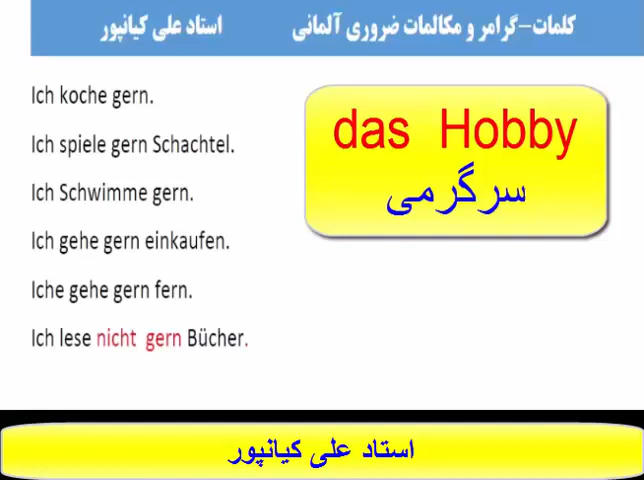 کلمات-گرامر و مکالمات ضروری آلمانی استاد علی کیانپور
Ich koche gern.
Ich spiele gern Schachtel.
Ich Schwimme gern.
Ich gehe gern einkaufen.
Iche gehe gern fern.
Ich lese nicht gern Bücher.
das Hobby
سرگرمی
استاد علی کیانپور